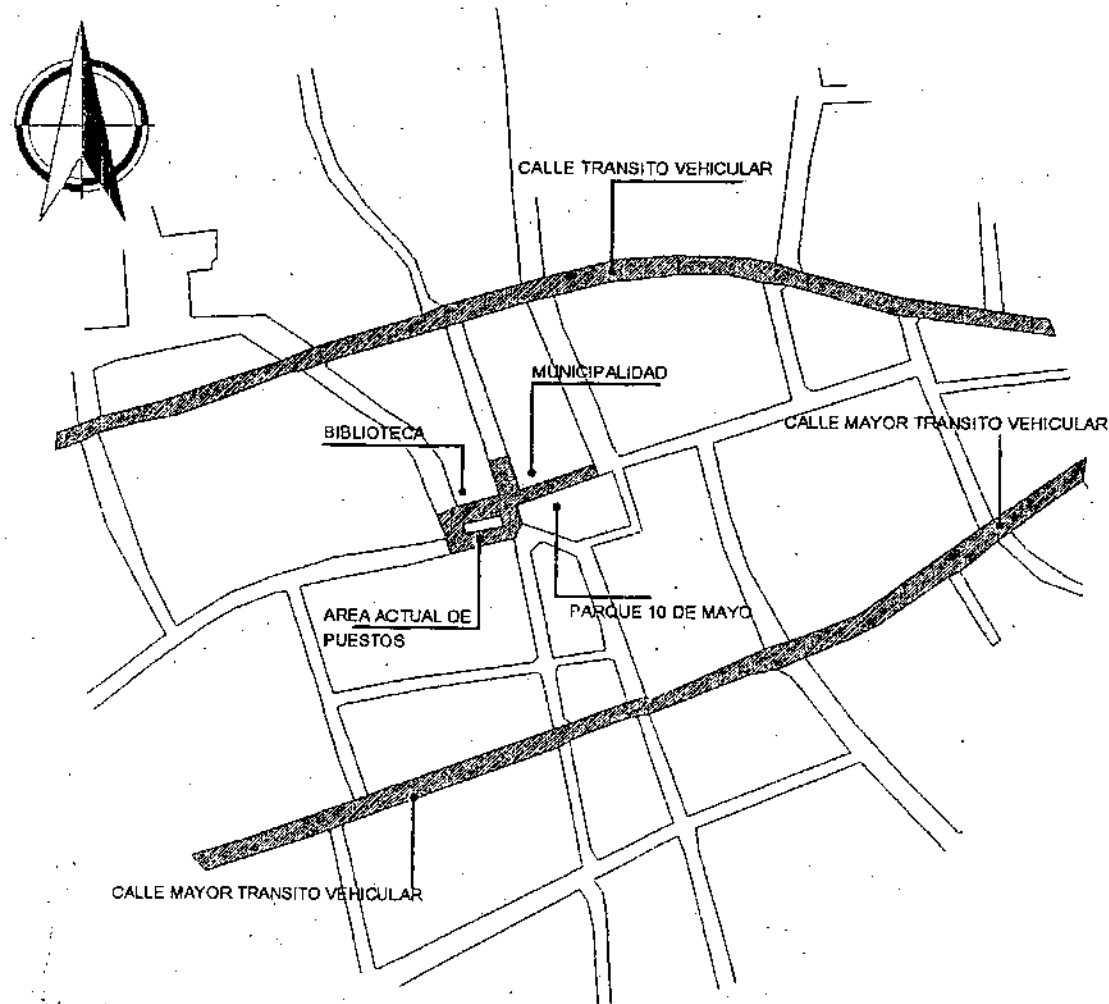 CALLE TRANSITO VEHICULAR
MUNICIPALIDAD
CALLE MAYOR TRANSITO VEHICULAR
BIBLIOTECA
AREA ACTUAL DE
PUESTOS
PARQUE 10 DE MAYO
CALLE MAYOR TRANSITO VEHICULAR